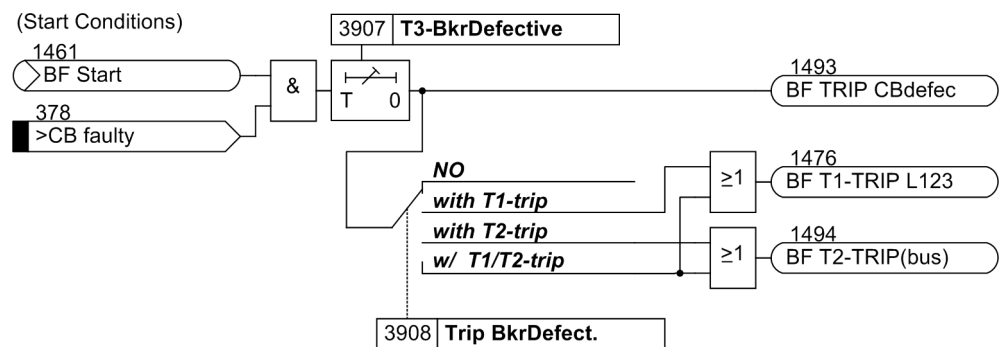 (Start Conditions)
3907 T3-BkrDefective
1461
BF Start
&
T 0
1493
BF TRIP CBdefec
378
>CB faulty
NO
with T1-trip
with T2-trip
w/ T1/T2-trip
≥1
1476
BF T1-TRIP L123
≥1
1494
BF T2-TRIP(bus)
3908 Trip BkrDefect.